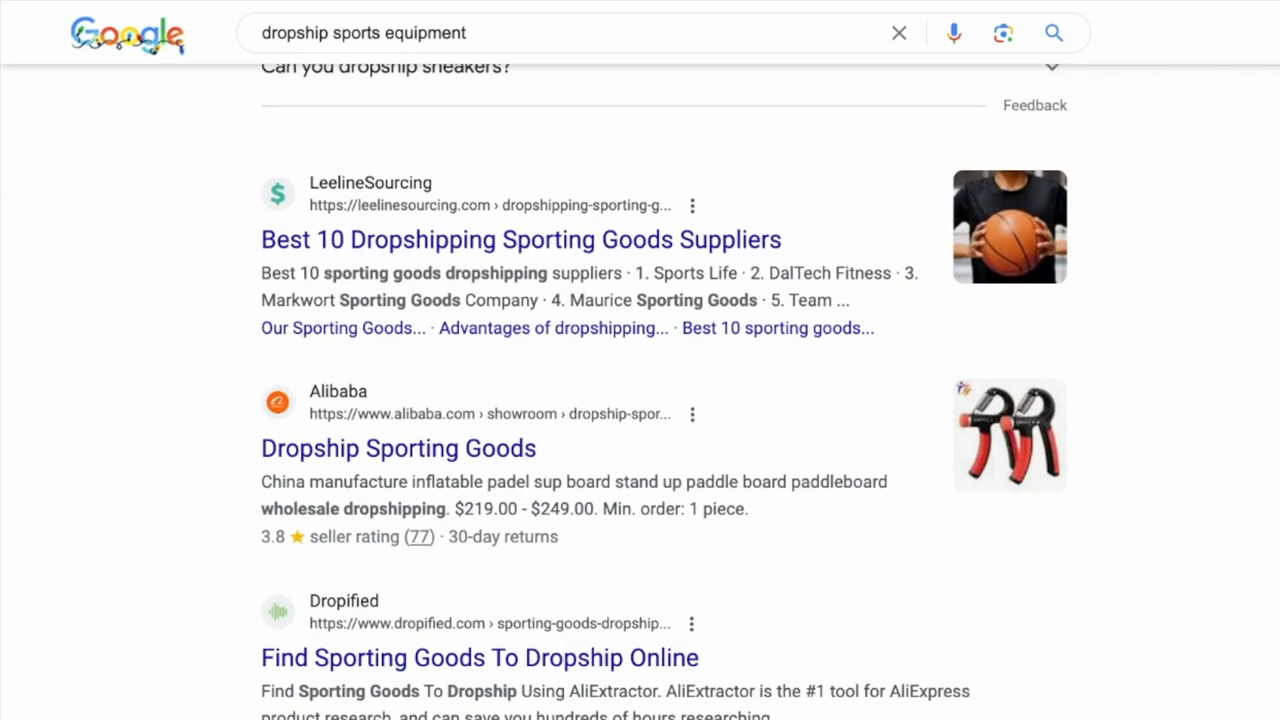 Google
dropship sports equipment
Can you dropship sneakers?
Feedback
LeelineSourcing
https://leelinesourcing.com › dropshipping-sporting-g...
Best 10 Dropshipping Sporting Goods Suppliers
Best 10 sporting goods dropshipping suppliers · 1. Sports Life · 2. DalTech Fitness · 3.
Markwort Sporting Goods Company · 4. Maurice Sporting Goods · 5. Team ...
Our Sporting Goods... · Advantages of dropshipping... · Best 10 sporting goods...
Alibaba
https://www.alibaba.com › showroom › dropship-spor...
Dropship Sporting Goods
China manufacture inflatable padel sup board stand up paddle board paddleboard
wholesale dropshipping. $219.00 - $249.00. Min. order: 1 piece.
3.8 ★ seller rating (77) · 30-day returns
Dropified
https://www.dropified.com › sporting-goods-dropship...
Find Sporting Goods To Dropship Online
Find Sporting Goods To Dropship Using AliExtractor. AliExtractor is the #1 tool for AliExpress
product research, and can save you hundreds of hours researching